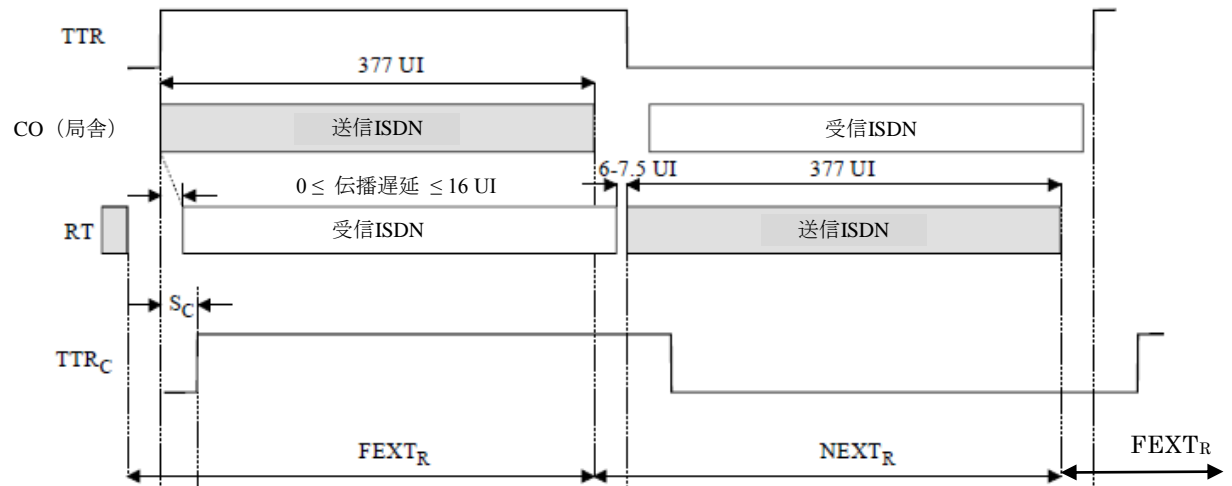 TTR
377 UI
CO（局舎）
送信ISDN
受信ISDN
0 ≤ 伝播遅延 ≤ 16 UI
6-7.5 UI
377 UI
RT
受信ISDN
送信ISDN
SC
TTRC
FEXTR
NEXTR
FEXTR